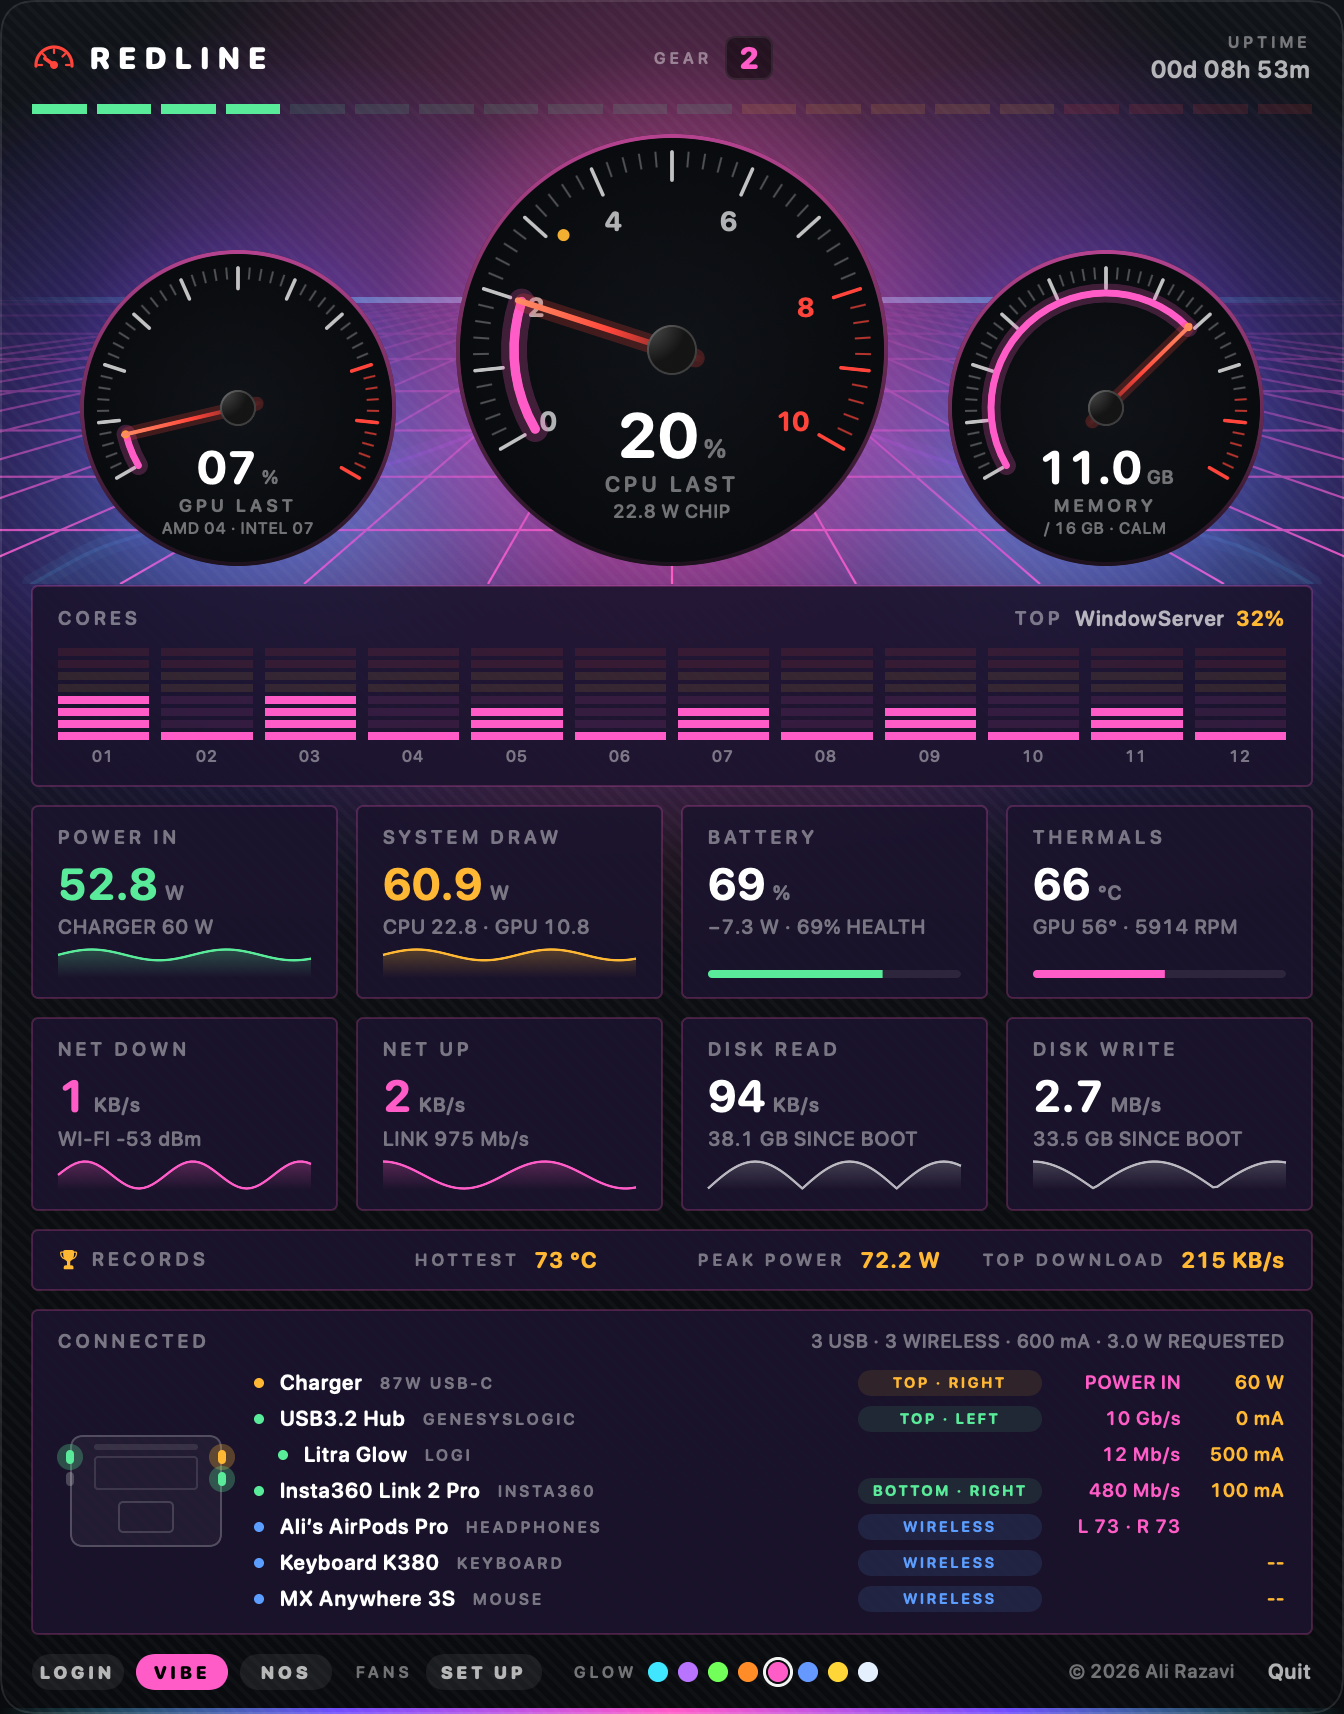 REDLINE
GEAR 2
UPTIME
00d 08h 53m
4 6
2 8
0 10
20 %
CPU LAST
22.8 W CHIP
07 %
GPU LAST
AMD 04 · INTEL 07
11.0 GB
MEMORY
/ 16 GB · CALM
CORES TOP WindowServer 32%
01 02 03 04 05 06 07 08 09 10 11 12
POWER IN
52.8 W
CHARGER 60 W
SYSTEM DRAW
60.9 W
CPU 22.8 · GPU 10.8
BATTERY
69 %
−7.3 W · 69% HEALTH
THERMALS
66 °C
GPU 56° · 5914 RPM
NET DOWN
1 KB/s
WI-FI -53 dBm
NET UP
2 KB/s
LINK 975 Mb/s
DISK READ
94 KB/s
38.1 GB SINCE BOOT
DISK WRITE
2.7 MB/s
33.5 GB SINCE BOOT
RECORDS HOTTEST 73 °C PEAK POWER 72.2 W TOP DOWNLOAD 215 KB/s
CONNECTED 3 USB · 3 WIRELESS · 600 mA · 3.0 W REQUESTED
Charger 87W USB-C TOP · RIGHT POWER IN 60 W
USB3.2 Hub GENESYSLOGIC TOP · LEFT 10 Gb/s 0 mA
Litra Glow LOGI 12 Mb/s 500 mA
Insta360 Link 2 Pro INSTA360 BOTTOM · RIGHT 480 Mb/s 100 mA
Ali's AirPods Pro HEADPHONES WIRELESS L 73 · R 73
Keyboard K380 KEYBOARD WIRELESS --
MX Anywhere 3S MOUSE WIRELESS --
LOGIN VIBE NOS FANS SET UP GLOW © 2026 Ali Razavi Quit